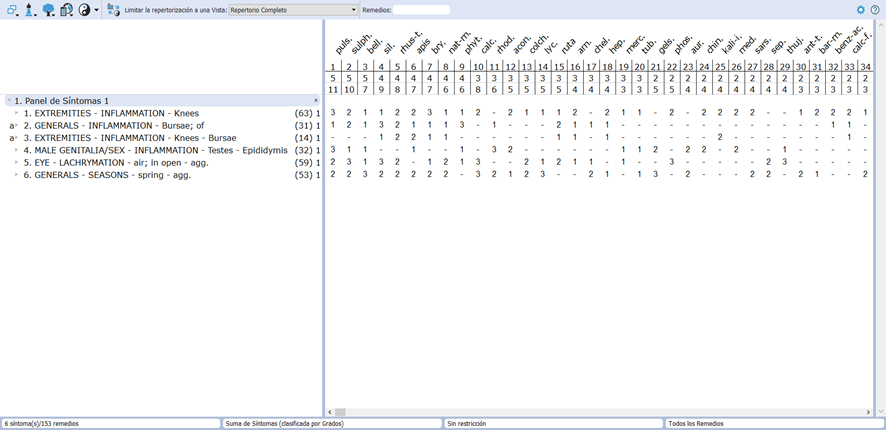 Limitar la repertorización a una Vista: Repertorio Completo Remedios:
puls. sulph. bell. sil. rhus-t. apis bry. nat-m. phyt. calc. rhod. acon. colch. lyc. ruta arn. chel. hep. merc. tub. gels. phos. aur. chin. kali-i. med. sars. sep. thuj. ant-t. bar-m. benz-ac. calc-f.
1 2 3 4 5 6 7 8 9 10 11 12 13 14 15 16 17 18 19 20 21 22 23 24 25 26 27 28 29 30 31 32 33 34
5 5 5 4 4 4 4 4 4 3 3 3 3 3 3 3 3 3 3 3 2 2 2 2 2 2 2 2 2 2 2 2 2 2
11 10 7 9 8 7 7 6 6 8 6 5 5 5 5 4 4 4 3 3 5 5 4 4 4 4 4 4 4 3 3 3 3 3
1. Panel de Síntomas 1
1. EXTREMITIES - INFLAMMATION - Knees (63) 1 3 2 1 1 2 2 3 1 1 2 - 2 1 1 1 2 - 2 1 1 - 2 - 2 2 2 2 - - 1 2 2 2 1
a 2. GENERALS - INFLAMMATION - Bursae; of (31) 1 1 2 1 3 2 1 1 1 3 - 1 - - - 2 1 1 1 - - - - - - - - - - - - - 1 1 -
a 3. EXTREMITIES - INFLAMMATION - Knees - Bursae (14) 1 - - - 1 2 2 1 1 - - - - - - 1 1 - 1 - - - - - - 2 - - - - - - - 1 -
4. MALE GENITALIA/SEX - INFLAMMATION - Testes - Epididymis (32) 1 3 1 1 - - 1 - - 1 - 3 2 - - - - - - 1 1 2 - 2 2 - 2 - - 1 - - - - -
5. EYE - LACHRYMATION - air; in open - agg. (59) 1 2 3 1 3 2 - 1 2 1 3 - - 2 1 2 1 1 - 1 1 - 3 - - - - - 2 3 - - - - -
6. GENERALS - SEASONS - spring - agg. (53) 1 2 2 3 2 2 2 2 2 - 3 2 1 2 3 - - 2 1 - 1 3 - 2 - - - 2 2 - 2 1 - - 2
6 síntoma(s)/153 remedios Suma de Síntomas (clasificada por Grados) Sin restricción Todos los Remedios